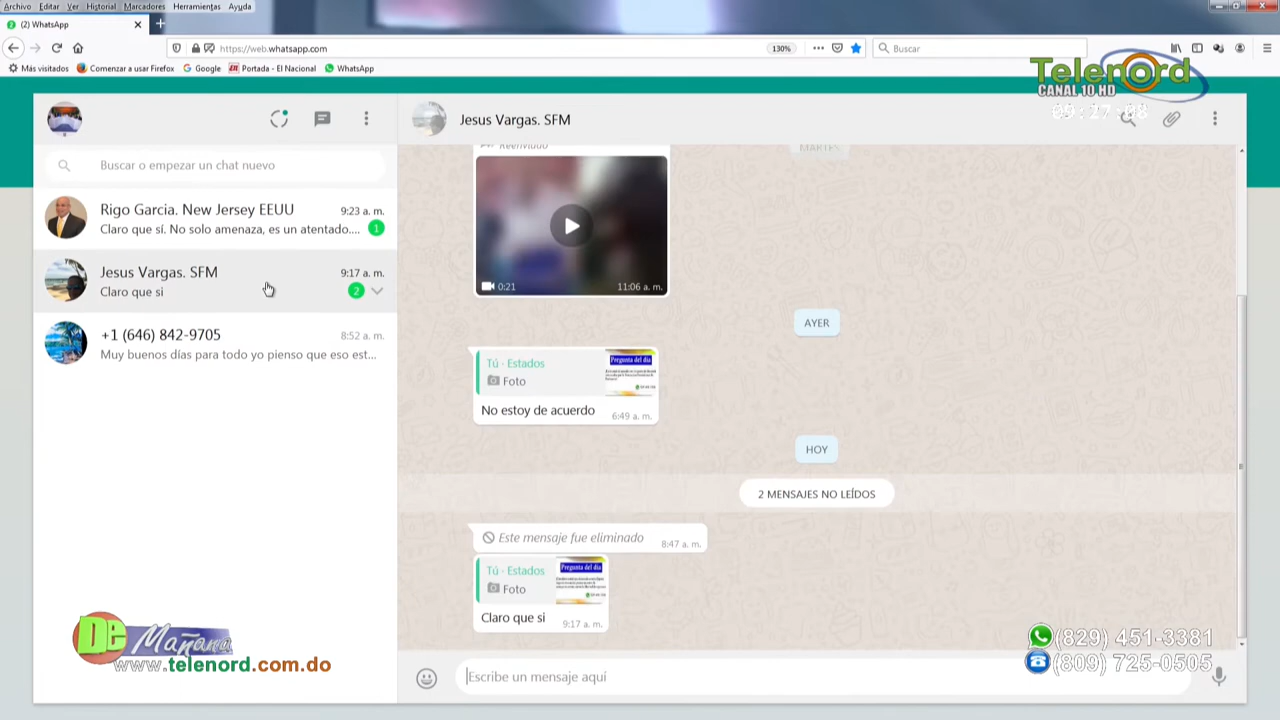 Archivo Editar Ver Historial Marcadores Herramientas Ayuda
(2) WhatsApp
https://web.whatsapp.com
130%
Buscar
Más visitados Comenzar a usar Firefox Google Portada - El Nacional WhatsApp
Telenord
CANAL 10.HD
09:27:08
Jesus Vargas. SFM
Buscar o empezar un chat nuevo
Rigo Garcia. New Jersey EEUU 9:23 a. m.
Claro que sí. No solo amenaza, es un atentado.... 1
Jesus Vargas. SFM 9:17 a. m.
Claro que si 2
+1 (646) 842-9705 8:52 a. m.
Muy buenos días para todo yo pienso que eso est...
Reenviado
MARTES
0:21 11:06 a. m.
AYER
Tú · Estados
Foto
Pregunta del día
No estoy de acuerdo 6:49 a. m.
HOY
2 MENSAJES NO LEÍDOS
Este mensaje fue eliminado 8:47 a. m.
Tú · Estados
Foto
Pregunta del día
Claro que si 9:17 a. m.
Escribe un mensaje aquí
De Mañana
www.telenord.com.do
(829) 451-3381
(809) 725-0505